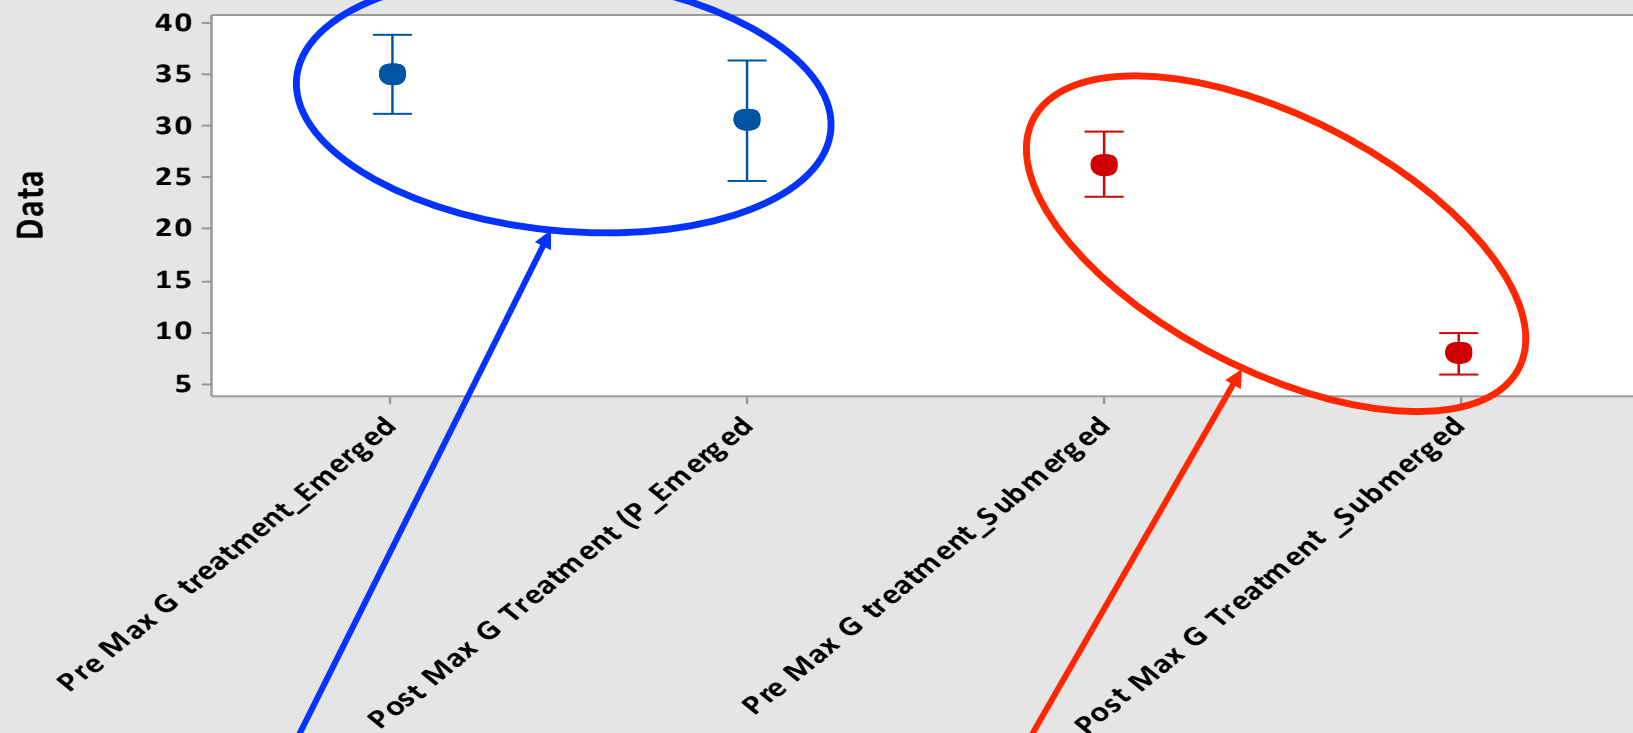 Data
40
35
30
25
20
15
10
5
Pre Max G treatment_Emerged
Post Max G Treatment (P_Emerged
Pre Max G treatment_Submerged
Post Max G Treatment _Submerged